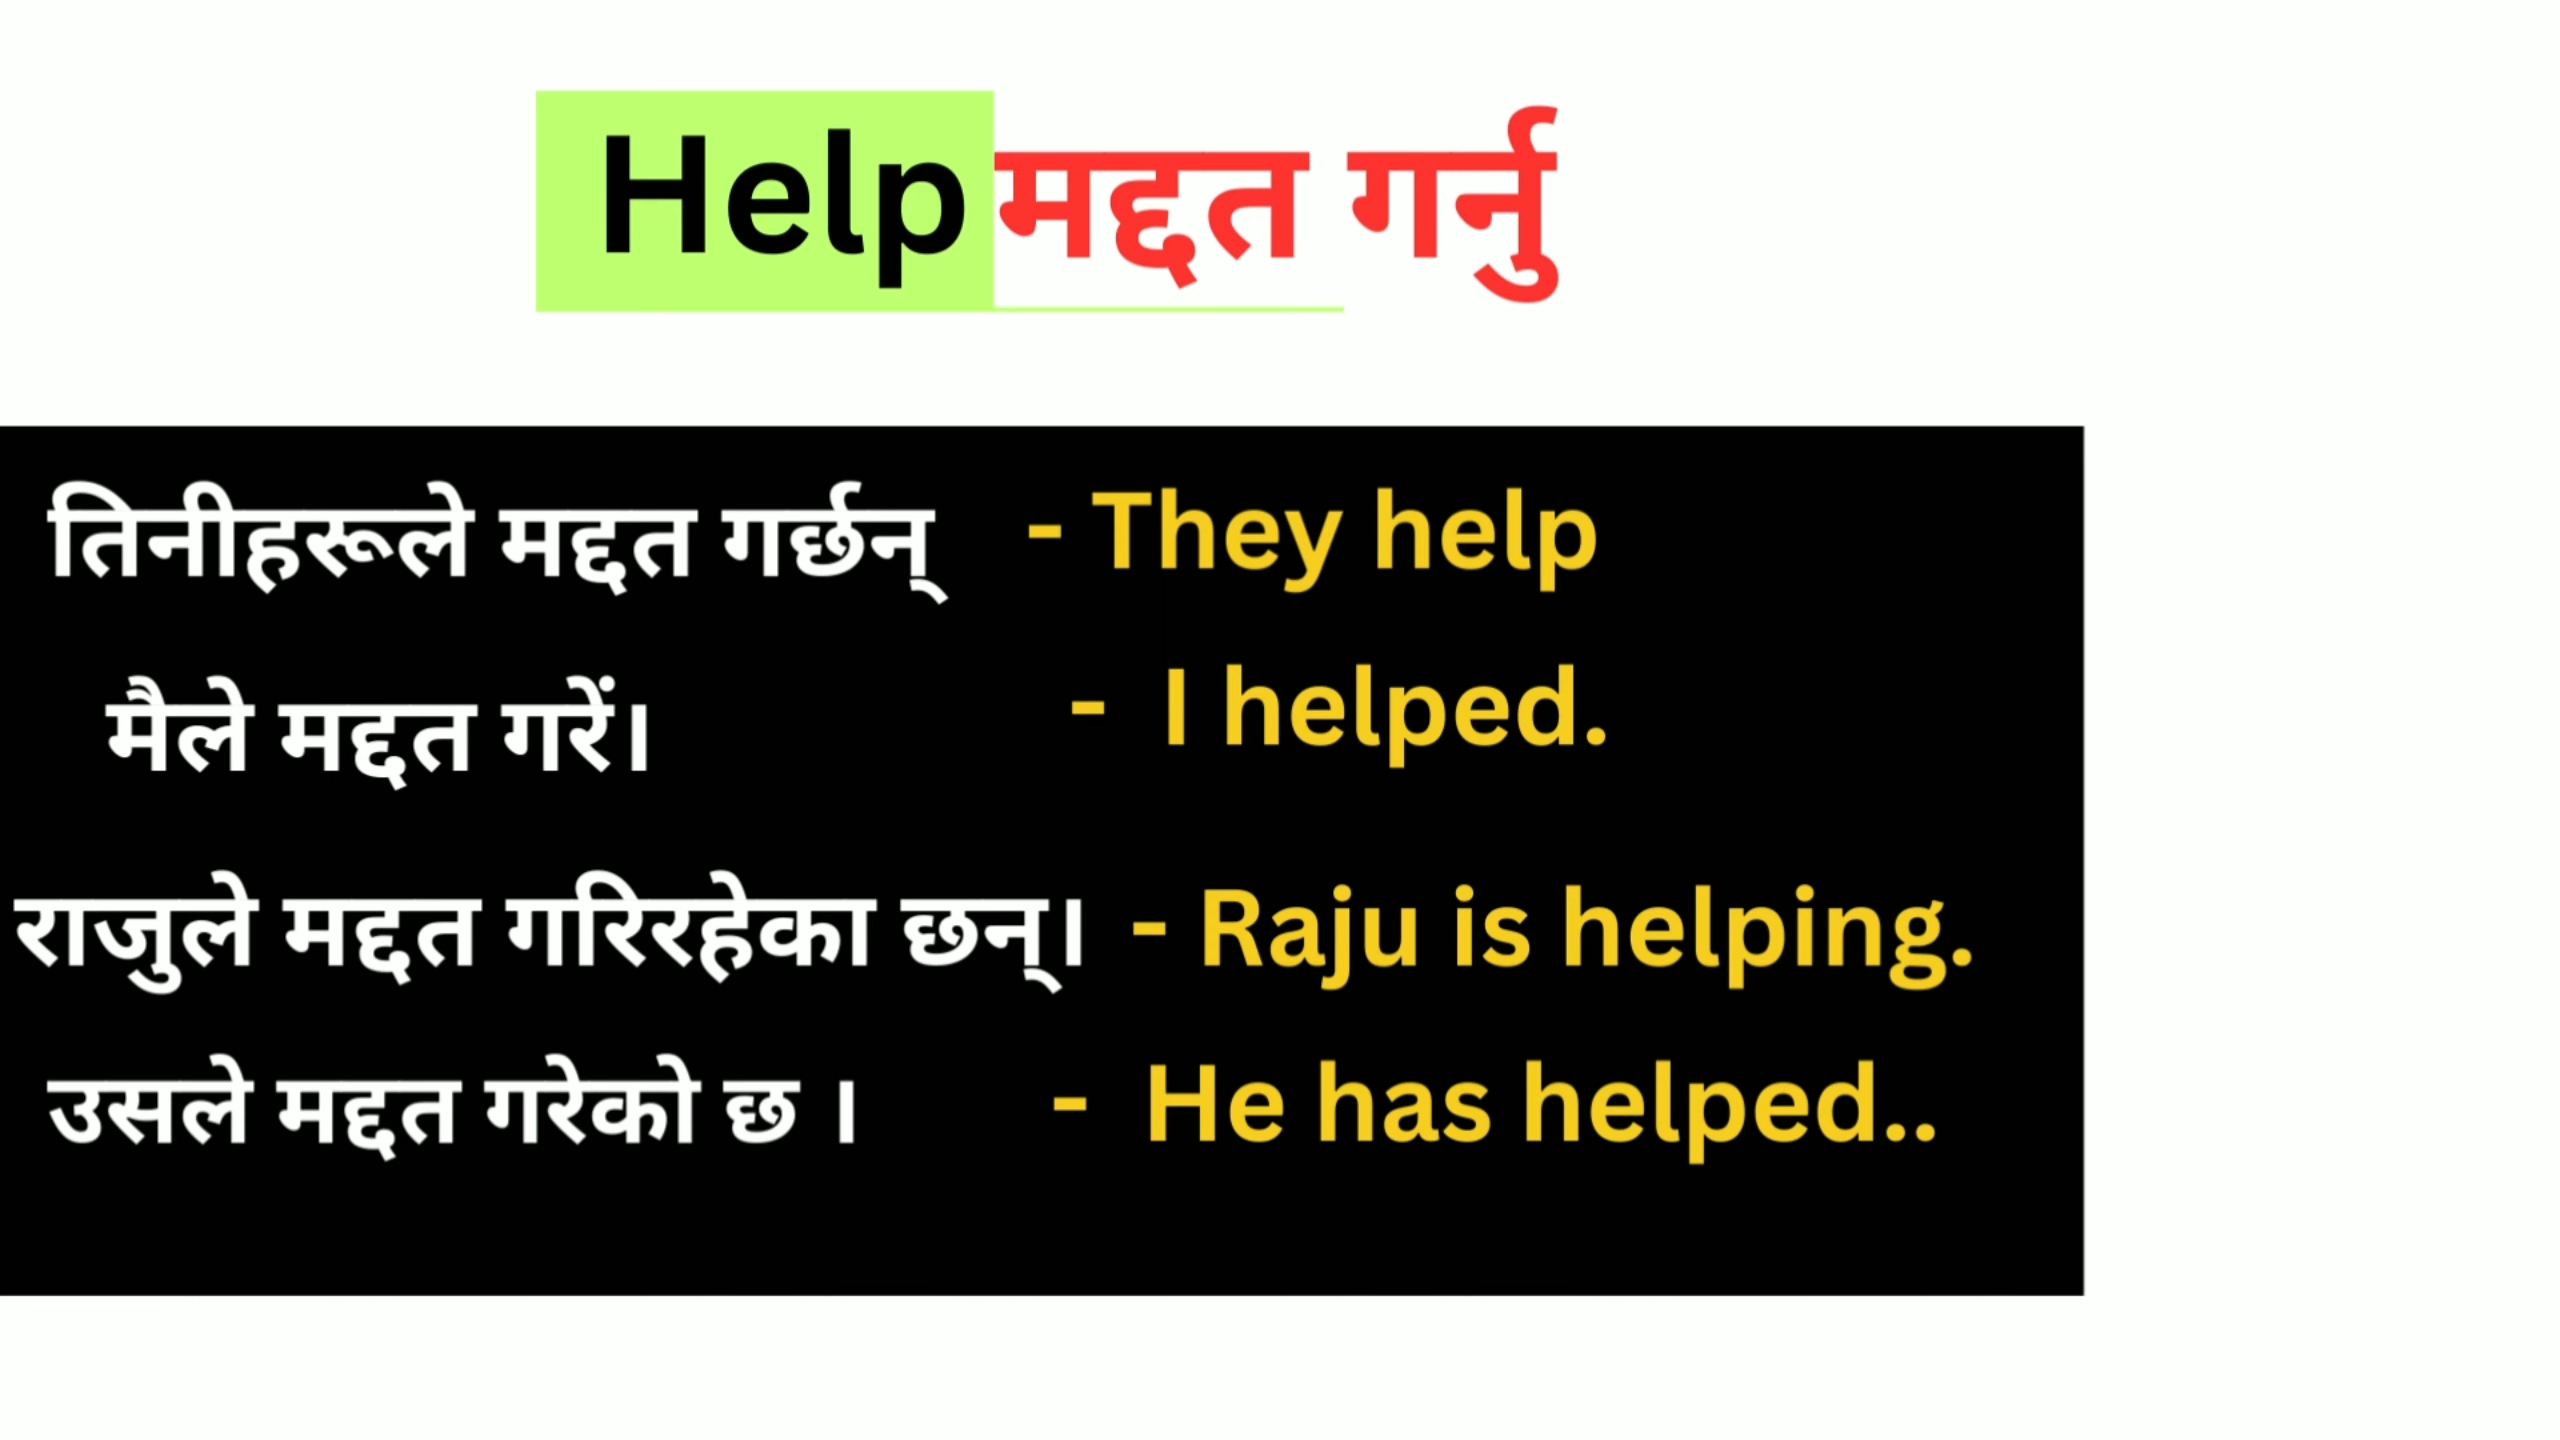 Help मद्दत गर्नु
तिनीहरूले मद्दत गर्छन् - They help
मैले मद्दत गरें। - I helped.
राजुले मद्दत गरिरहेका छन्। - Raju is helping.
उसले मद्दत गरेको छ । - He has helped..